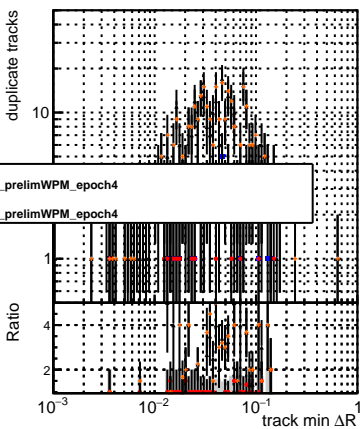 duplicate tracks
10
_prelimWPM_epoch4
_prelimWPM_epoch4
1
Ratio
4
2
10⁻³ 10⁻² 10⁻¹ 1
track min ΔR